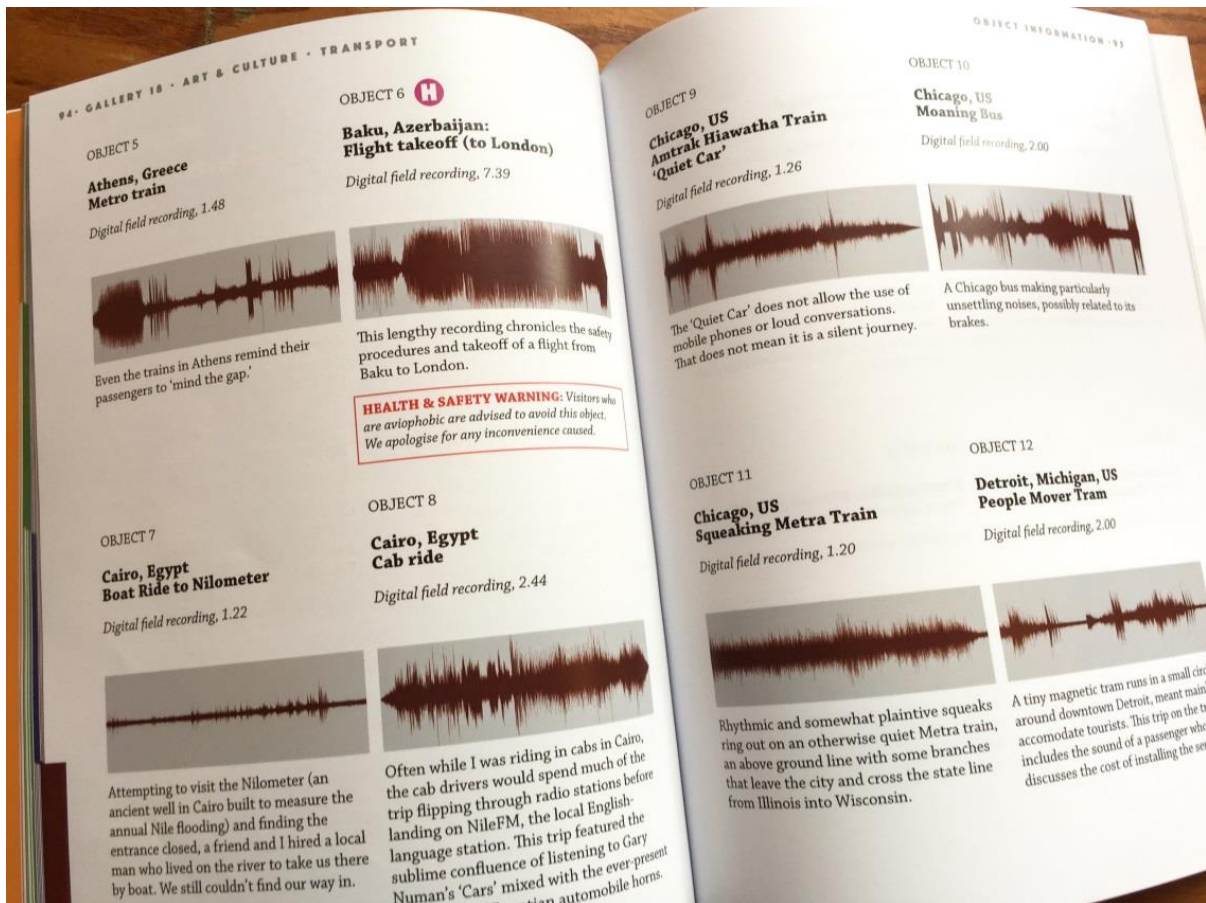 94 · GALLERY 18 · ART & CULTURE · TRANSPORT
OBJECT 5
Athens, Greece
Metro train
Digital field recording, 1.48
Even the trains in Athens remind their
passengers to ‘mind the gap.’
OBJECT 6 H
Baku, Azerbaijan:
Flight takeoff (to London)
Digital field recording, 7.39
This lengthy recording chronicles the safety
procedures and takeoff of a flight from
Baku to London.
HEALTH & SAFETY WARNING: Visitors who
are aviophobic are advised to avoid this object.
We apologise for any inconvenience caused.
OBJECT 7
Cairo, Egypt
Boat Ride to Nilometer
Digital field recording, 1.22
Attempting to visit the Nilometer (an
ancient well in Cairo built to measure the
annual Nile flooding) and finding the
entrance closed, a friend and I hired a local
man who lived on the river to take us there
by boat. We still couldn’t find our way in.
OBJECT 8
Cairo, Egypt
Cab ride
Digital field recording, 2.44
Often while I was riding in cabs in Cairo,
the cab drivers would spend much of the
trip flipping through radio stations before
landing on NileFM, the local English-
language station. This trip featured the
sublime confluence of listening to Gary
Numan’s ‘Cars’ mixed with the ever-present
automobile horns.
OBJECT INFORMATION · 95
OBJECT 9
Chicago, US
Amtrak Hiawatha Train
‘Quiet Car’
Digital field recording, 1.26
The ‘Quiet Car’ does not allow the use of
mobile phones or loud conversations.
That does not mean it is a silent journey.
OBJECT 10
Chicago, US
Moaning Bus
Digital field recording, 2.00
A Chicago bus making particularly
unsettling noises, possibly related to its
brakes.
OBJECT 11
Chicago, US
Squeaking Metra Train
Digital field recording, 1.20
Rhythmic and somewhat plaintive squeaks
ring out on an otherwise quiet Metra train,
an above ground line with some branches
that leave the city and cross the state line
from Illinois into Wisconsin.
OBJECT 12
Detroit, Michigan, US
People Mover Tram
Digital field recording, 2.00
A tiny magnetic tram runs in a small
around downtown Detroit, meant
accomodate tourists. This trip on the
includes the sound of a passenger
discusses the cost of installing the